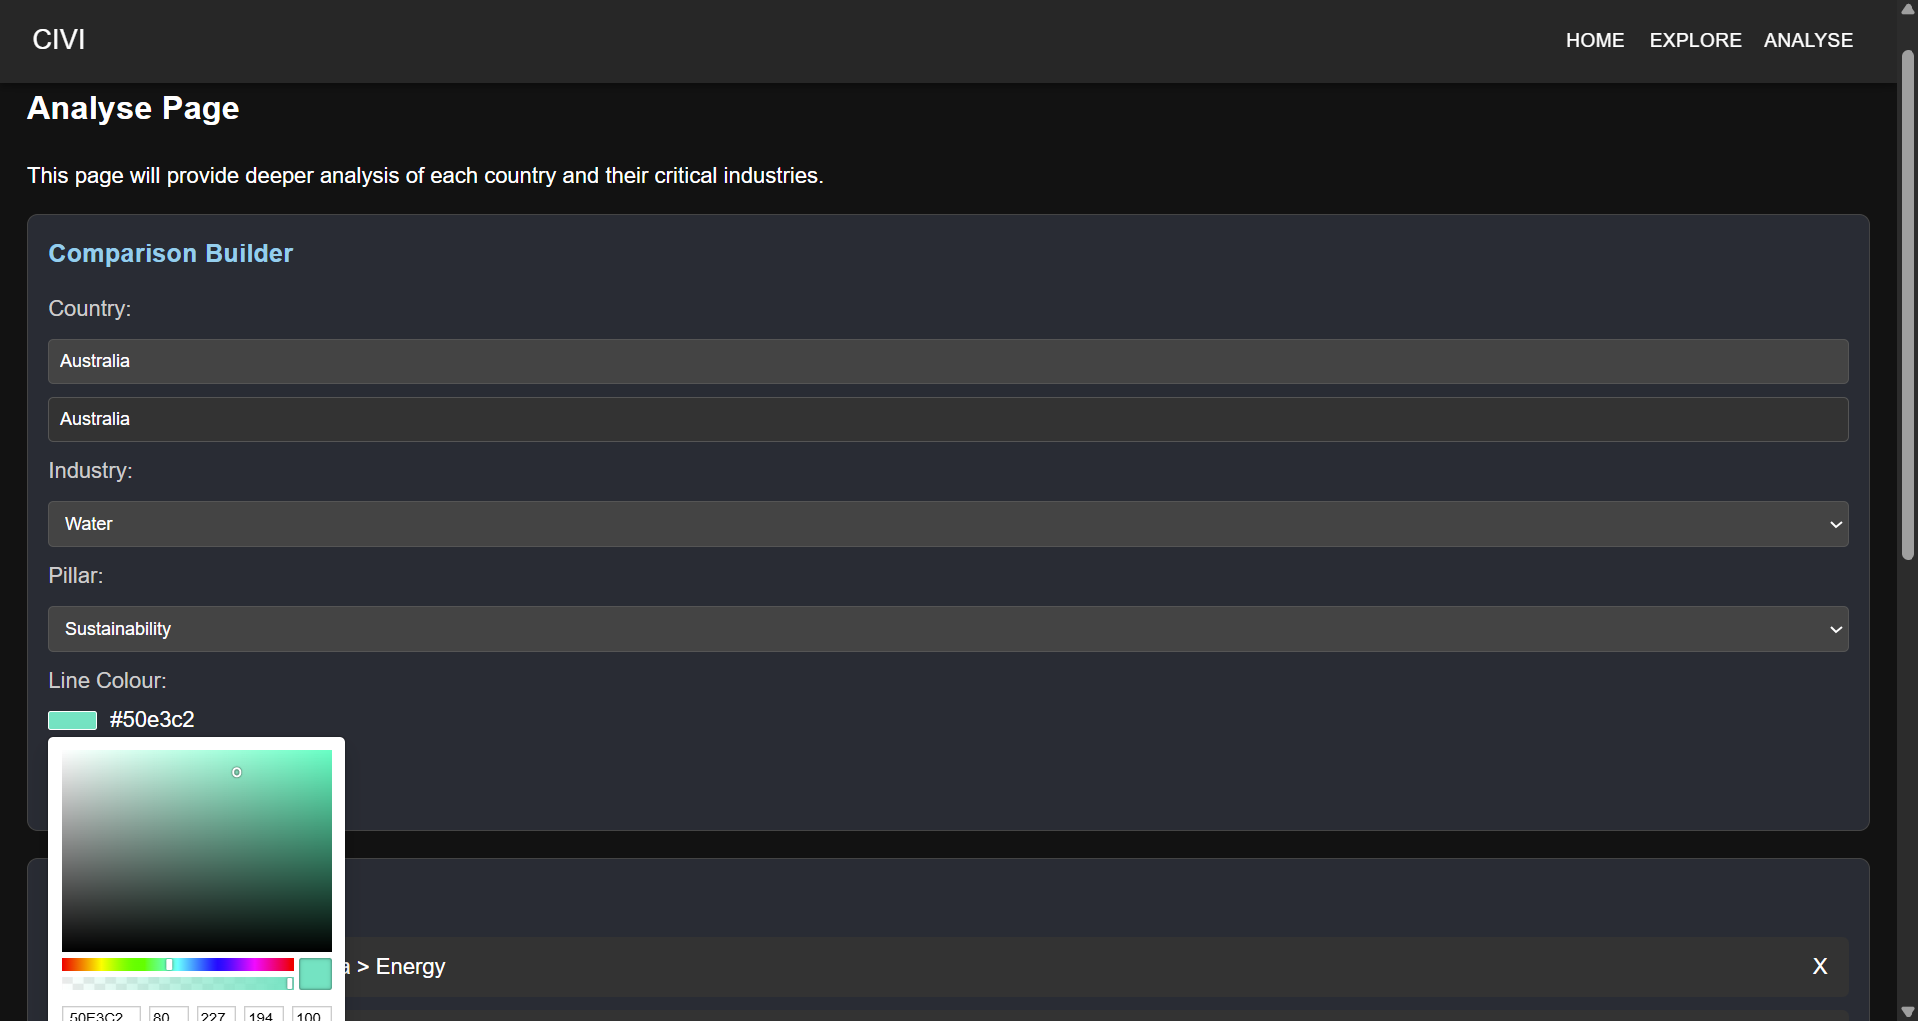 CIVI
HOME EXPLORE ANALYSE
Analyse Page
This page will provide deeper analysis of each country and their critical industries.
Comparison Builder
Country:
Australia
Australia
Industry:
Water
Pillar:
Sustainability
Line Colour:
#50e3c2
> Energy X
50E3C2 80 227 194 100